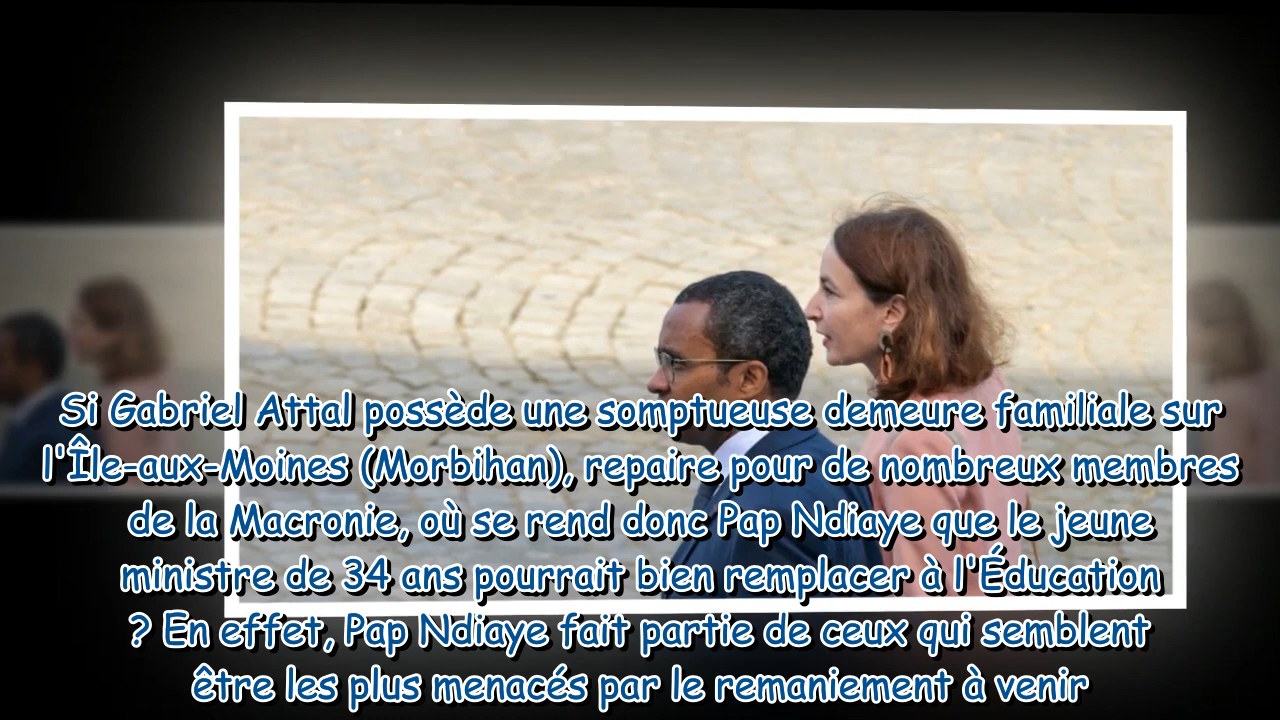 Si Gabriel Attal possède une somptueuse demeure familiale sur
l'Île-aux-Moines (Morbihan), repaire pour de nombreux membres
de la Macronie, où se rend donc Pap Ndiaye que le jeune
ministre de 34 ans pourrait bien remplacer à l'Éducation
? En effet, Pap Ndiaye fait partie de ceux qui semblent
être les plus menacés par le remaniement à venir